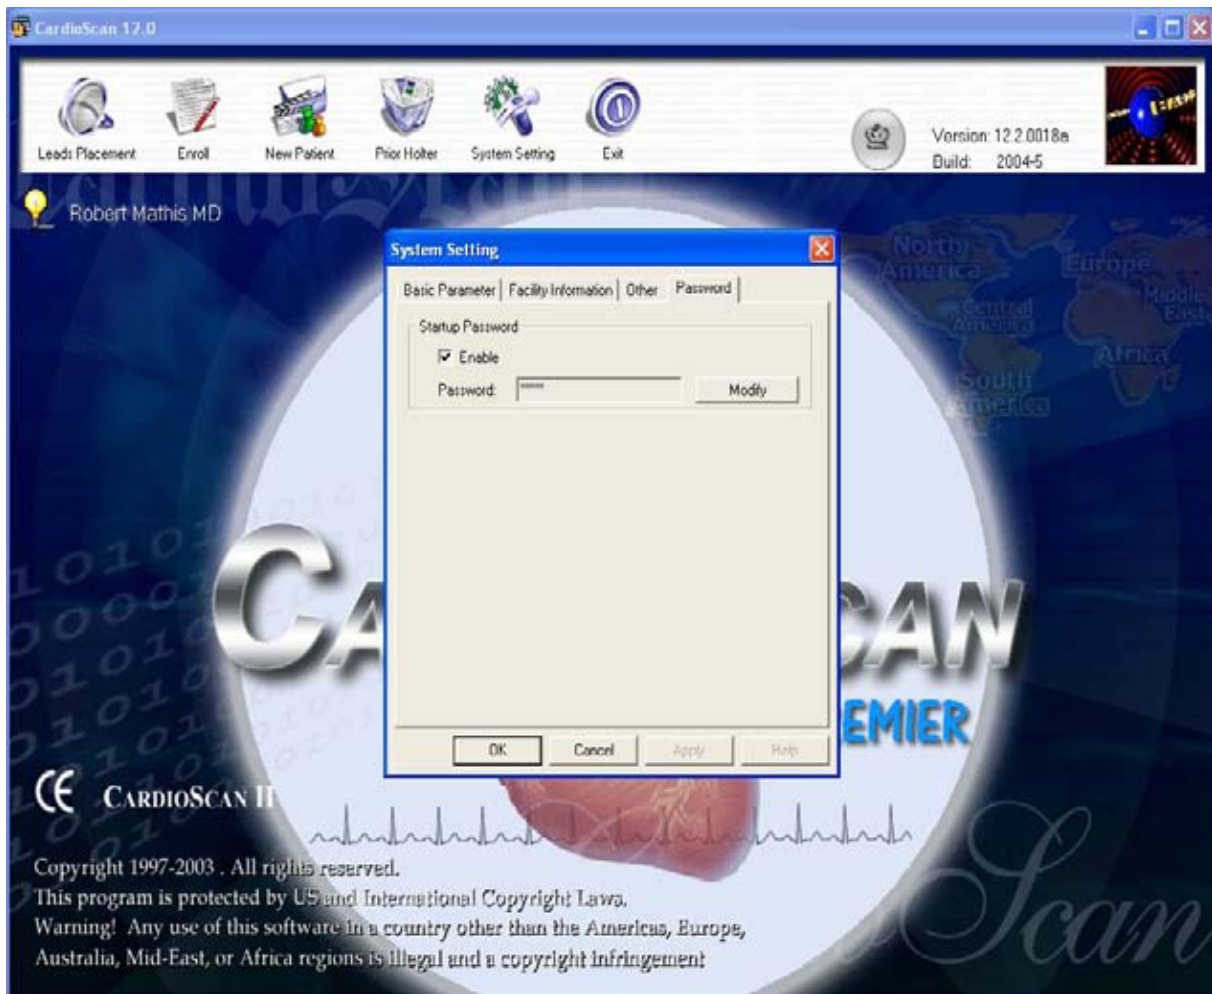 CardioScan 12.0
Leads Placement
Enroll
New Patient
Prior Holter
System Setting
Exit
Version: 12.2.0018a
Build: 2004-5
Robert Mathis MD
System Setting
Basic Parameter
Facility Information
Other
Password
Startup Password
Enable
Password: *****
Modify
OK
Cancel
Apply
Help
North
America
Europe
Middle
East
Central
America
Africa
South
America
CA
CAN
EMIER
CE CARDIOSCAN II
Copyright 1997-2003 . All rights reserved.
This program is protected by US and International Copyright Laws.
Warning! Any use of this software in a country other than the Americas, Europe,
Australia, Mid-East, or Africa regions is illegal and a copyright infringement
Scan